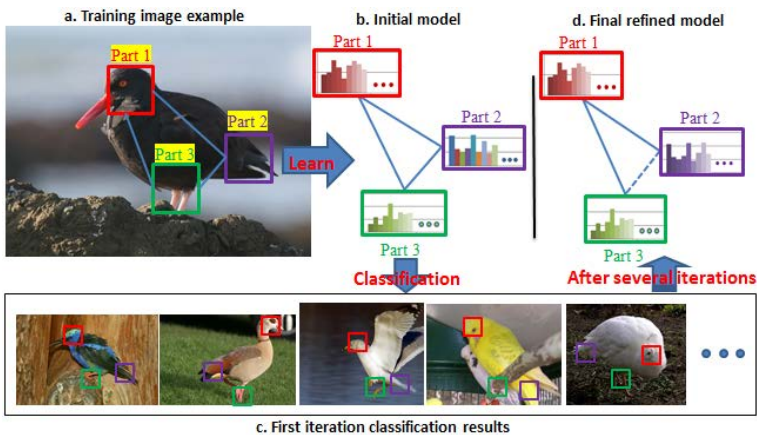 a. Training image example
b. Initial model
d. Final refined model
Part 1
Part 2
Part 3
Learn
Part 1
Part 2
Part 3
Part 1
Part 2
Part 3
Classification
After several iterations
c. First iteration classification results